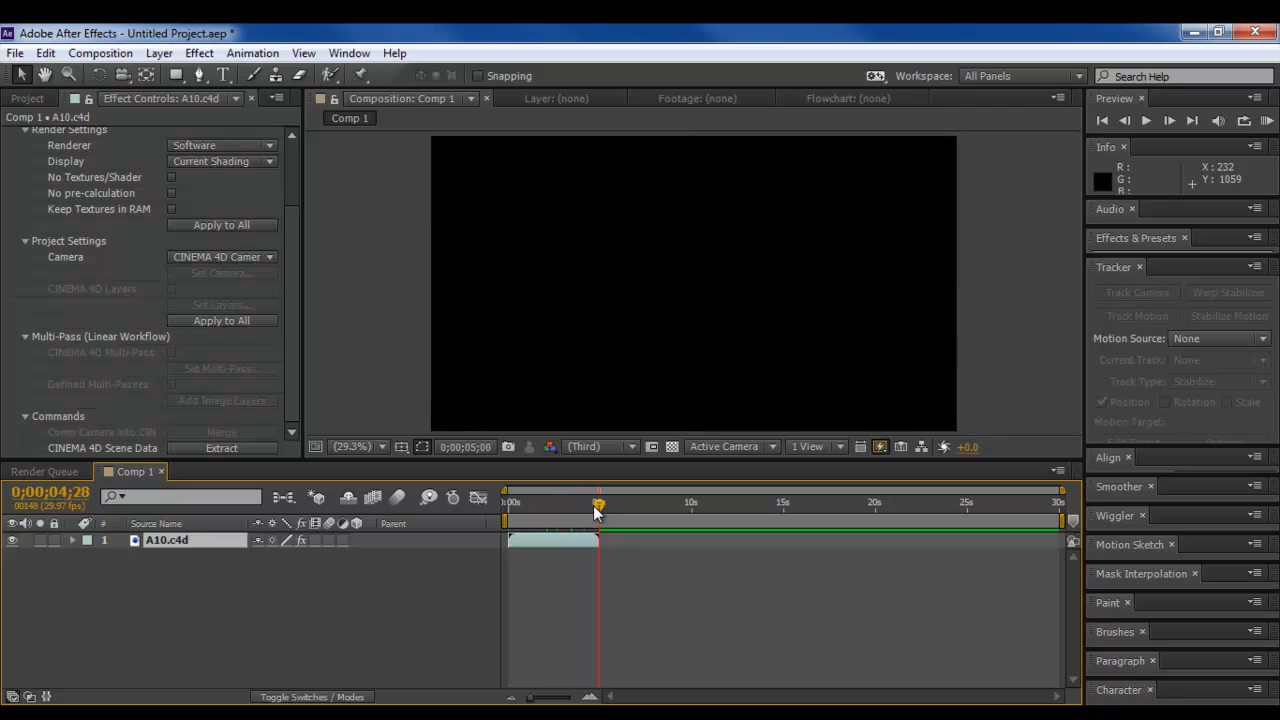 Adobe After Effects - Untitled Project.aep *
File Edit Composition Layer Effect Animation View Window Help
Snapping Workspace: All Panels Search Help
Project Effect Controls: A10.c4d Composition: Comp 1 Layer: (none) Footage: (none) Flowchart: (none) Preview
Comp 1 • A10.c4d Comp 1
Render Settings
Renderer Software
Display Current Shading
No Textures/Shader
No pre-calculation
Keep Textures in RAM
Apply to All
Project Settings
Camera CINEMA 4D Camer
Set Camera...
CINEMA 4D Layers
Set Layers...
Apply to All
Multi-Pass (Linear Workflow)
CINEMA 4D Multi-Pass
Set Multi-Pass...
Defined Multi-Passes
Add Image Layers
Commands
Comp Camera into CIN Merge
CINEMA 4D Scene Data Extract
(29.3%) 0;00;05;00 (Third) Active Camera 1 View +0.0
Info
R : X : 232
G : Y : 1059
B :
Audio
Effects & Presets
Tracker
Track Camera Warp Stabilizer
Track Motion Stabilize Motion
Motion Source: None
Current Track: None
Track Type: Stabilize
Position Rotation Scale
Motion Target:
Align
Smoother
Wiggler
Motion Sketch
Mask Interpolation
Paint
Brushes
Paragraph
Character
Render Queue Comp 1
0;00;04;28
00148 (29.97 fps)
# Source Name Parent
1 A10.c4d
:00s 10s 15s 20s 25s 30s
Toggle Switches / Modes